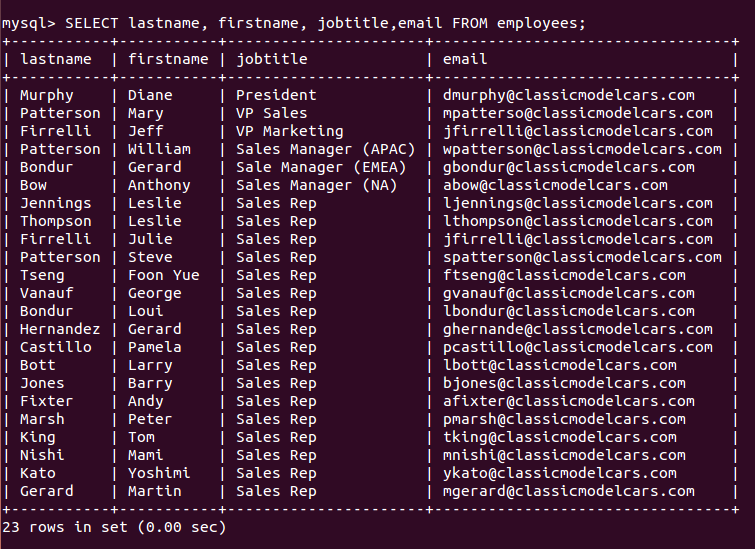 mysql> SELECT lastname, firstname, jobtitle,email FROM employees;
+-----------+-----------+----------------------+---------------------------------+
| lastname  | firstname | jobtitle             | email                           |
+-----------+-----------+----------------------+---------------------------------+
| Murphy    | Diane     | President            | dmurphy@classicmodelcars.com    |
| Patterson | Mary      | VP Sales             | mpatterso@classicmodelcars.com  |
| Firrelli  | Jeff      | VP Marketing         | jfirrelli@classicmodelcars.com  |
| Patterson | William   | Sales Manager (APAC) | wpatterson@classicmodelcars.com |
| Bondur    | Gerard    | Sale Manager (EMEA)  | gbondur@classicmodelcars.com    |
| Bow       | Anthony   | Sales Manager (NA)   | abow@classicmodelcars.com       |
| Jennings  | Leslie    | Sales Rep            | ljennings@classicmodelcars.com  |
| Thompson  | Leslie    | Sales Rep            | lthompson@classicmodelcars.com  |
| Firrelli  | Julie     | Sales Rep            | jfirrelli@classicmodelcars.com  |
| Patterson | Steve     | Sales Rep            | spatterson@classicmodelcars.com |
| Tseng     | Foon Yue  | Sales Rep            | ftseng@classicmodelcars.com     |
| Vanauf    | George    | Sales Rep            | gvanauf@classicmodelcars.com    |
| Bondur    | Loui      | Sales Rep            | lbondur@classicmodelcars.com    |
| Hernandez | Gerard    | Sales Rep            | ghernande@classicmodelcars.com  |
| Castillo  | Pamela    | Sales Rep            | pcastillo@classicmodelcars.com  |
| Bott      | Larry     | Sales Rep            | lbott@classicmodelcars.com      |
| Jones     | Barry     | Sales Rep            | bjones@classicmodelcars.com     |
| Fixter    | Andy      | Sales Rep            | afixter@classicmodelcars.com    |
| Marsh     | Peter     | Sales Rep            | pmarsh@classicmodelcars.com     |
| King      | Tom       | Sales Rep            | tking@classicmodelcars.com      |
| Nishi     | Mami      | Sales Rep            | mnishi@classicmodelcars.com     |
| Kato      | Yoshimi   | Sales Rep            | ykato@classicmodelcars.com      |
| Gerard    | Martin    | Sales Rep            | mgerard@classicmodelcars.com    |
+-----------+-----------+----------------------+---------------------------------+
23 rows in set (0.00 sec)